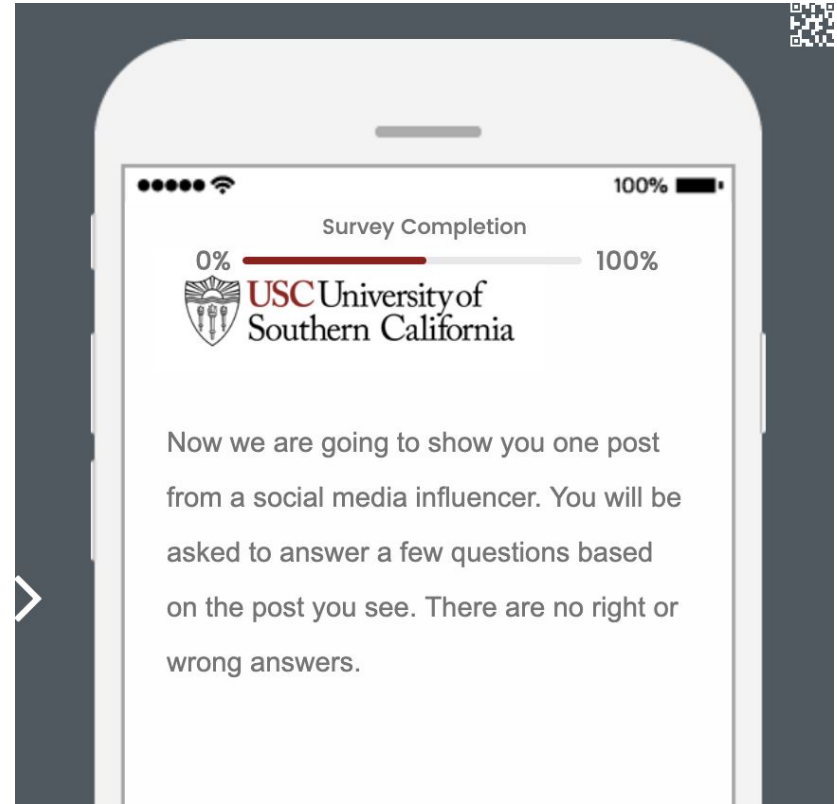 100%
Survey Completion
0% 100%
USC University of
Southern California
Now we are going to show you one post
from a social media influencer. You will be
asked to answer a few questions based
on the post you see. There are no right or
wrong answers.